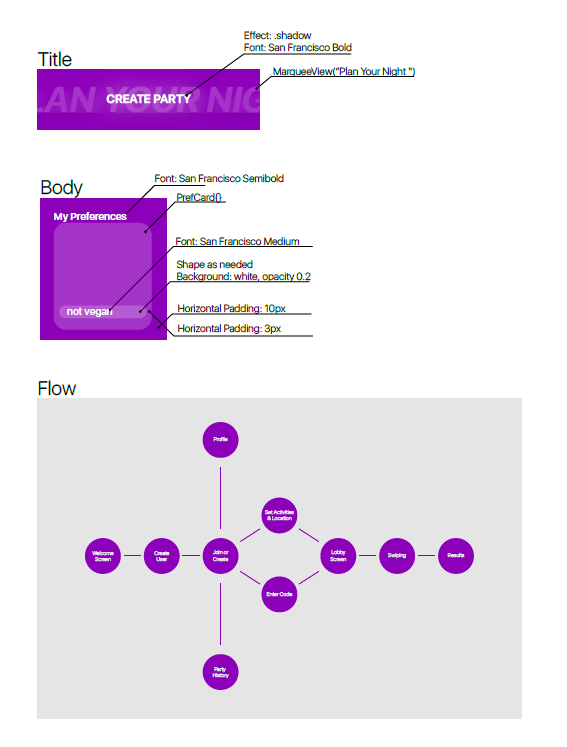 Effect: .shadow
Font: San Francisco Bold
Title
MarqueeView("Plan Your Night ")
LAN YOUR NIG
CREATE PARTY
Body
Font: San Francisco Semibold
PrefCard()
My Preferences
Font: San Francisco Medium
Shape as needed
Background: white, opacity 0.2
not vegan
Horizontal Padding: 10px
Horizontal Padding: 3px
Flow
Profile
Set Activities
& Location
Welcome
Screen
Create
User
Join or
Create
Lobby
Screen
Swiping
Results
Enter Code
Party
History